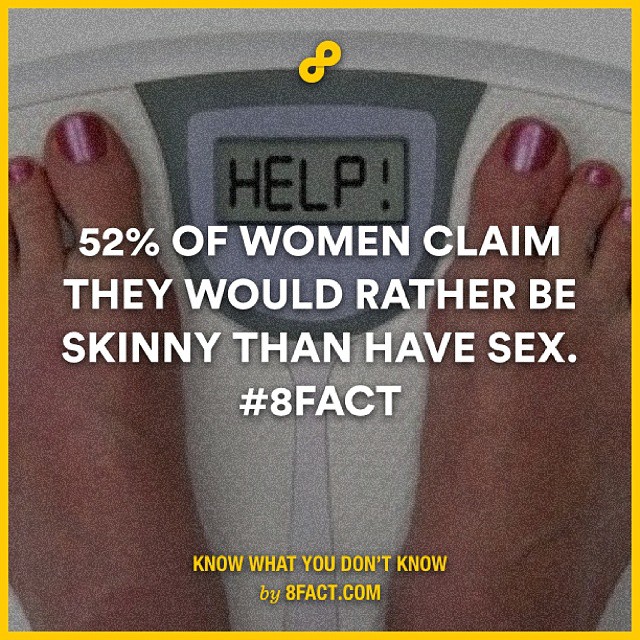 HELP!
52% OF WOMEN CLAIM
THEY WOULD RATHER BE
SKINNY THAN HAVE SEX.
#8FACT
KNOW WHAT YOU DON'T KNOW
by 8FACT.COM